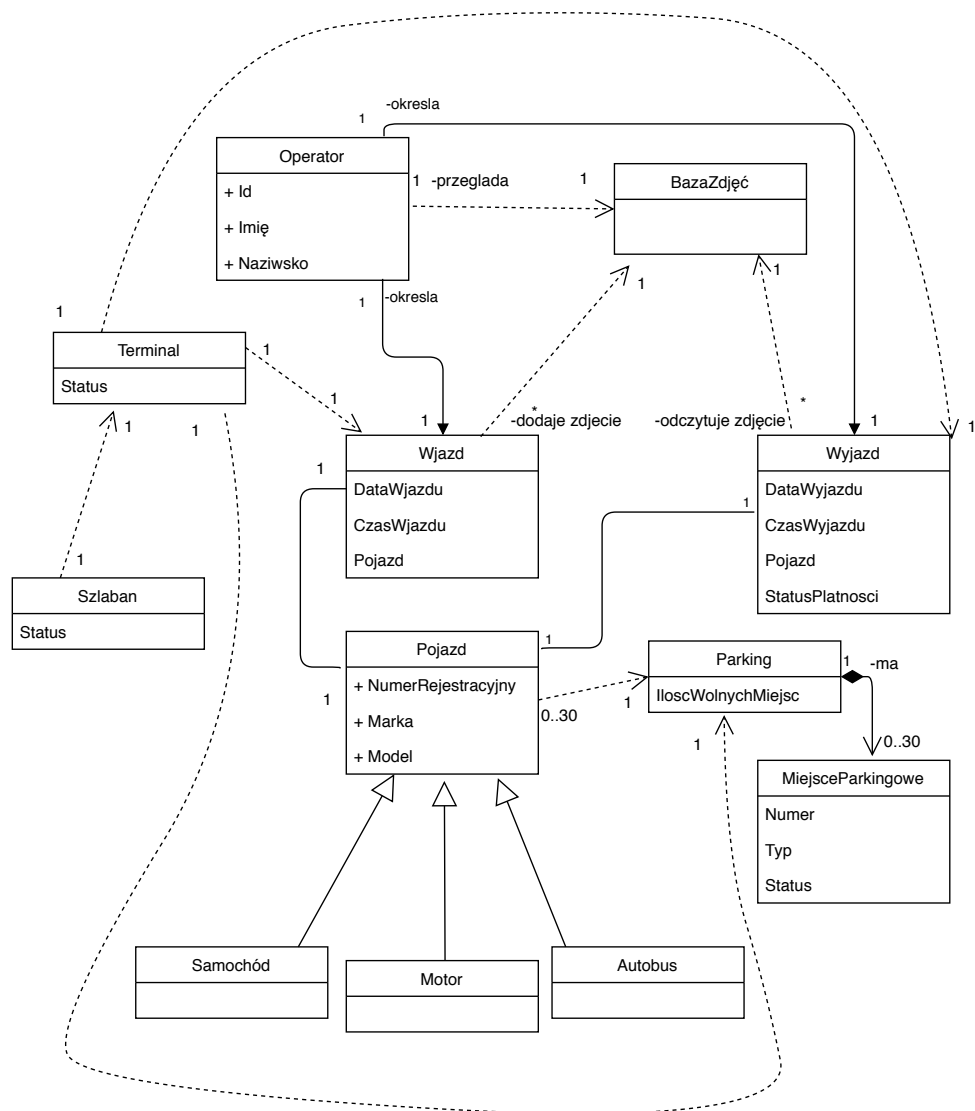 -okresla
1
Operator
+ Id
+ Imię
+ Naziwsko
1 -przeglada
1
BazaZdjęć
1
-okresla
1
1
1
Terminal
Status
1
1
1
1
1
Szlaban
Status
*
-dodaje zdjecie
*
-odczytuje zdjęcie
1
1
1
Wjazd
DataWjazdu
CzasWjazdu
Pojazd
1
Wyjazd
DataWyjazdu
CzasWyjazdu
Pojazd
StatusPlatnosci
1
1
1
1
Pojazd
+ NumerRejestracyjny
+ Marka
+ Model
0..30
1
Parking
IloscWolnychMiejsc
1 -ma
1
0..30
MiejsceParkingowe
Numer
Typ
Status
Samochód
Motor
Autobus